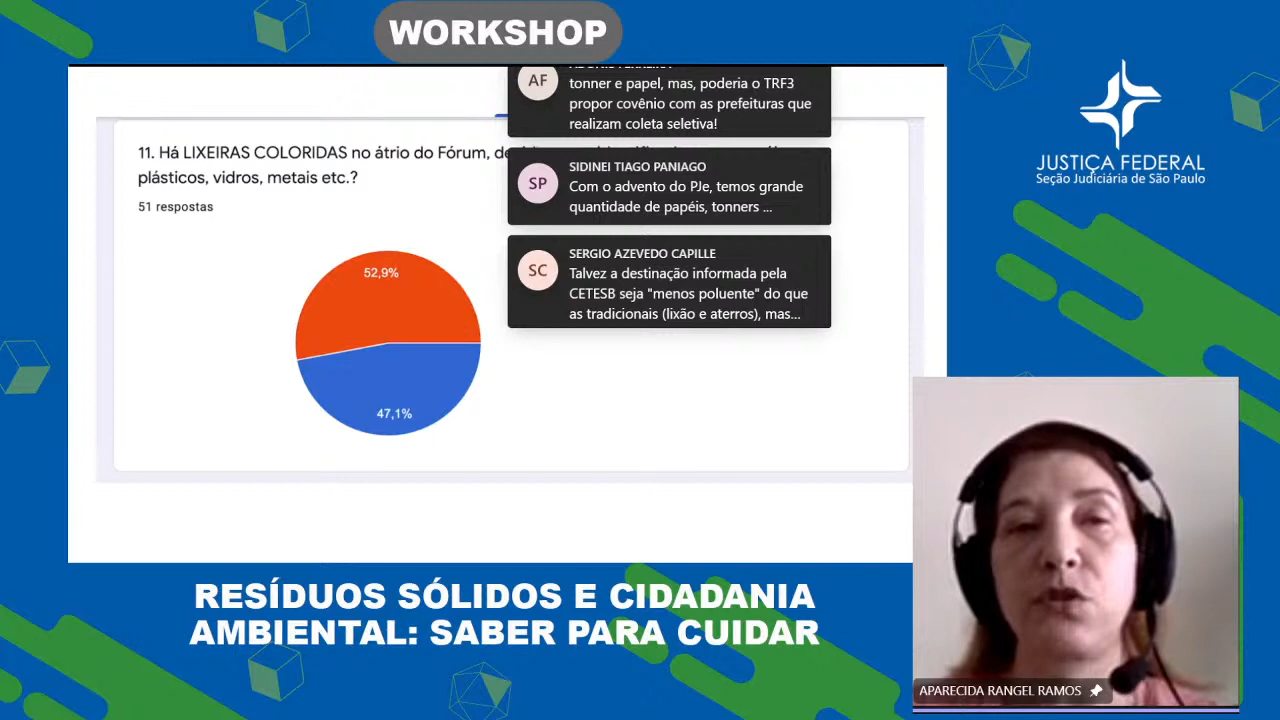 WORKSHOP
11. Há LIXEIRAS COLORIDAS no átrio do Fórum,
plásticos, vidros, metais etc.?
51 respostas
52,9%
47,1%
AF
tonner e papel, mas, poderia o TRF3
propor covênio com as prefeituras que
realizam coleta seletiva!
SP
SIDINEI TIAGO PANIAGO
Com o advento do PJe, temos grande
quantidade de papéis, tonners ...
SC
SERGIO AZEVEDO CAPILLE
Talvez a destinação informada pela
CETESB seja "menos poluente" do que
as tradicionais (lixão e aterros), mas...
JUSTIÇA FEDERAL
Seção Judiciária de São Paulo
RESÍDUOS SÓLIDOS E CIDADANIA
AMBIENTAL: SABER PARA CUIDAR
APARECIDA RANGEL RAMOS